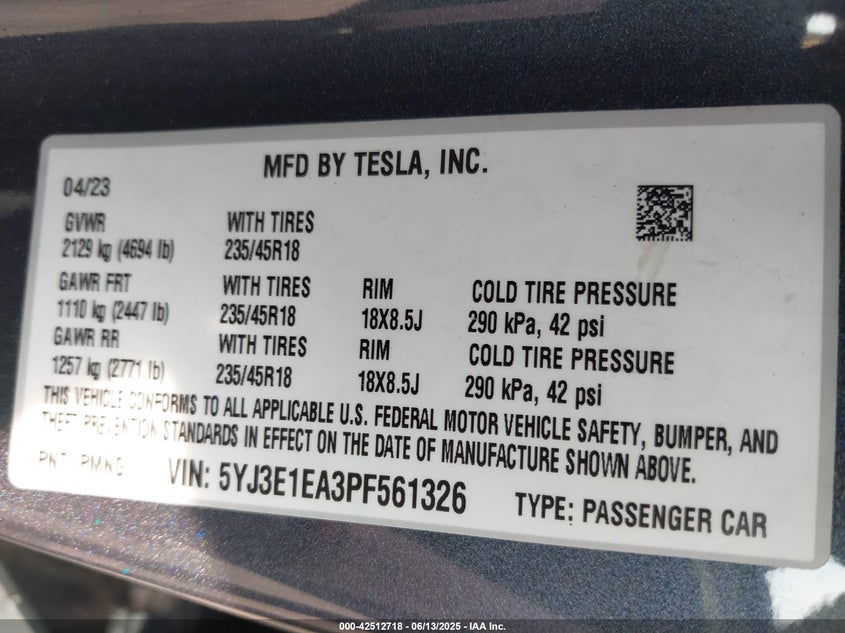 MFD BY TESLA, INC.
04/23
GVWR WITH TIRES
2129 kg (4694 lb) 235/45R18
GAWR FRT WITH TIRES RIM COLD TIRE PRESSURE
1110 kg (2447 lb) 235/45R18 18X8.5J 290 kPa, 42 psi
GAWR RR WITH TIRES RIM COLD TIRE PRESSURE
1257 kg (2771 lb) 235/45R18 18X8.5J 290 kPa, 42 psi
THIS VEHICLE CONFORMS TO ALL APPLICABLE U.S. FEDERAL MOTOR VEHICLE SAFETY, BUMPER, AND
THEFT PREVENTION STANDARDS IN EFFECT ON THE DATE OF MANUFACTURE SHOWN ABOVE.
PNT: PMNG VIN: 5YJ3E1EA3PF561326 TYPE: PASSENGER CAR
000-42512718 - 06/13/2025 - IAA Inc.